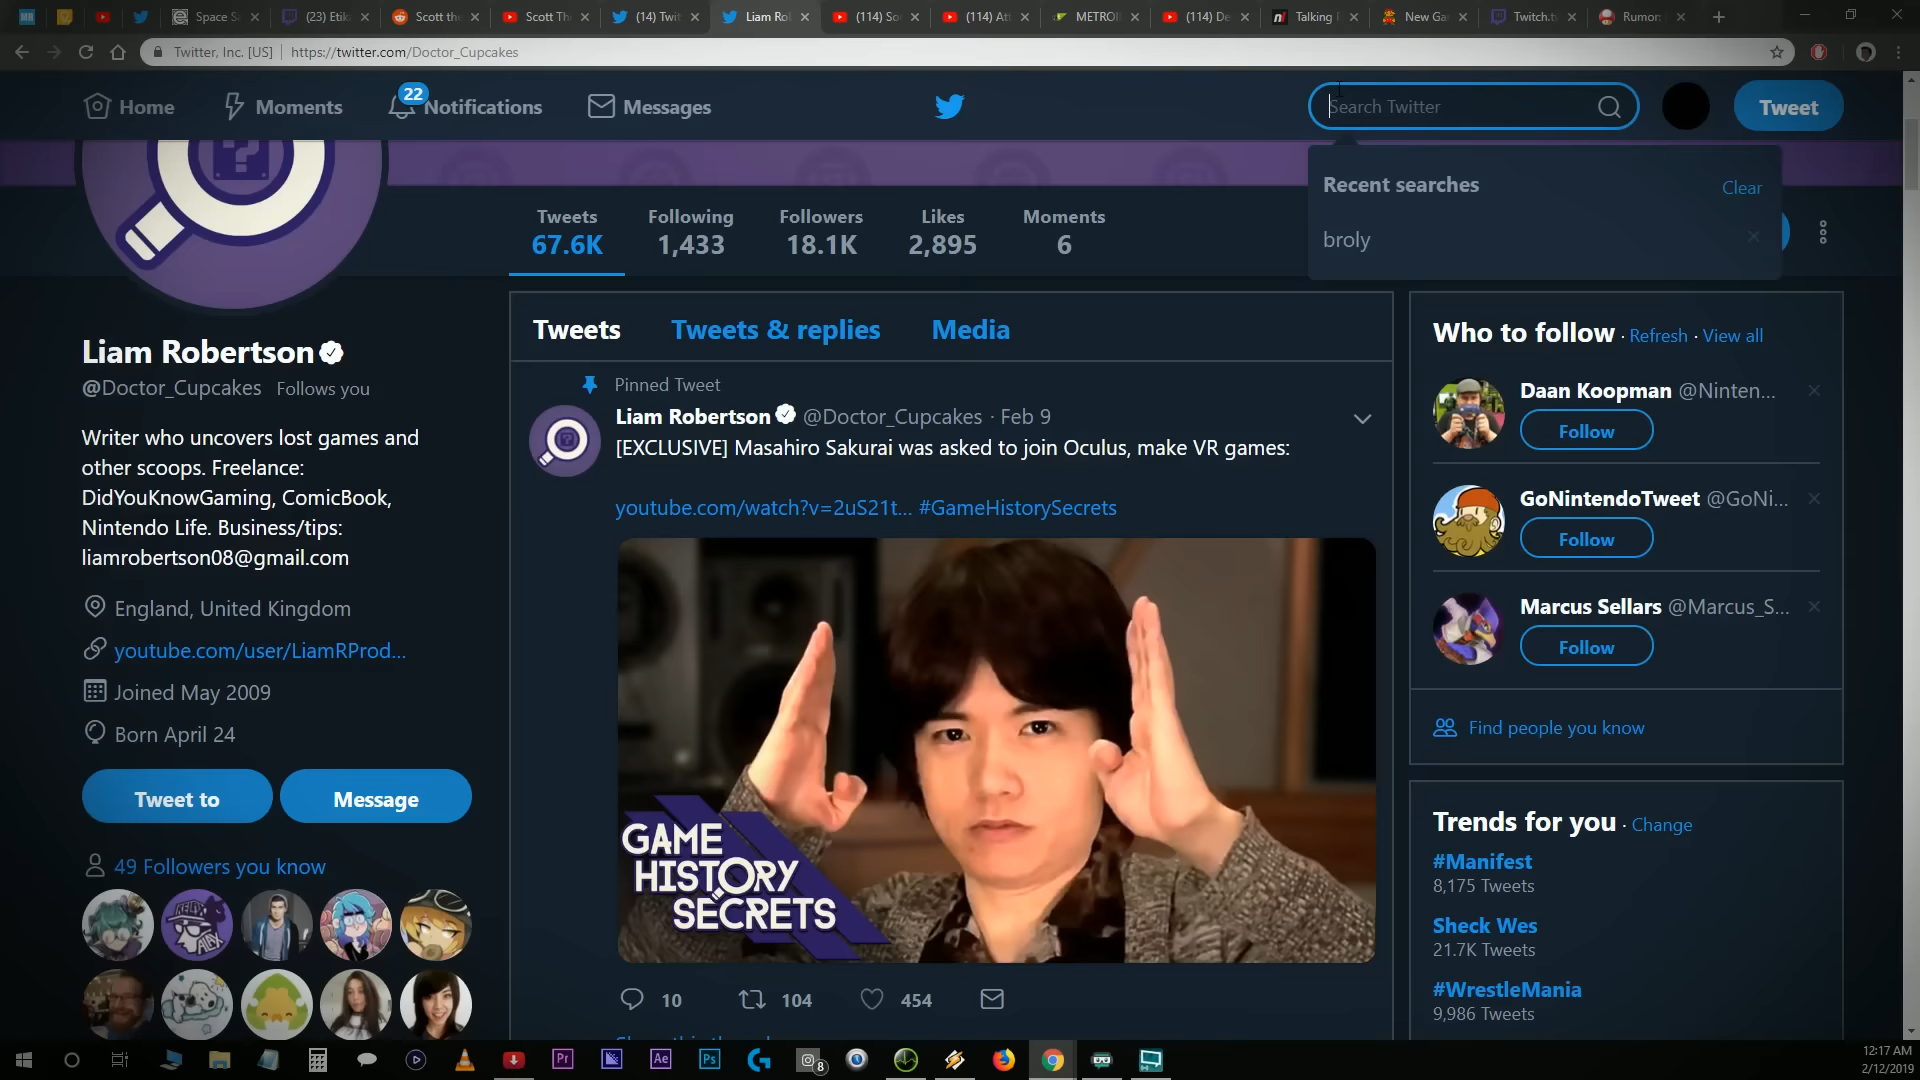 MR
Space S
(23) Etik
Scott th
Scott Th
(14) Twit
Liam Ro
(114) So
(114) At
METROI
(114) De
Talking
New Ga
Twitch.t
Rumor:
Twitter, Inc. [US] | https://twitter.com/Doctor_Cupcakes
Home
Moments
22
Notifications
Messages
Search Twitter
Tweet
Recent searches
Clear
broly
Tweets
67.6K
Following
1,433
Followers
18.1K
Likes
2,895
Moments
6
Liam Robertson
@Doctor_Cupcakes Follows you
Writer who uncovers lost games and
other scoops. Freelance:
DidYouKnowGaming, ComicBook,
Nintendo Life. Business/tips:
liamrobertson08@gmail.com
England, United Kingdom
youtube.com/user/LiamRProd...
Joined May 2009
Born April 24
Tweet to
Message
49 Followers you know
Tweets
Tweets & replies
Media
Pinned Tweet
Liam Robertson @Doctor_Cupcakes · Feb 9
[EXCLUSIVE] Masahiro Sakurai was asked to join Oculus, make VR games:
youtube.com/watch?v=2uS21t... #GameHistorySecrets
GAME
HISTORY
SECRETS
10
104
454
Who to follow · Refresh · View all
Daan Koopman @Ninten...
Follow
GoNintendoTweet @GoNi...
Follow
Marcus Sellars @Marcus_S...
Follow
Find people you know
Trends for you · Change
#Manifest
8,175 Tweets
Sheck Wes
21.7K Tweets
#WrestleMania
9,986 Tweets
Pr
Ae
Ps
8
12:17 AM
2/12/2019